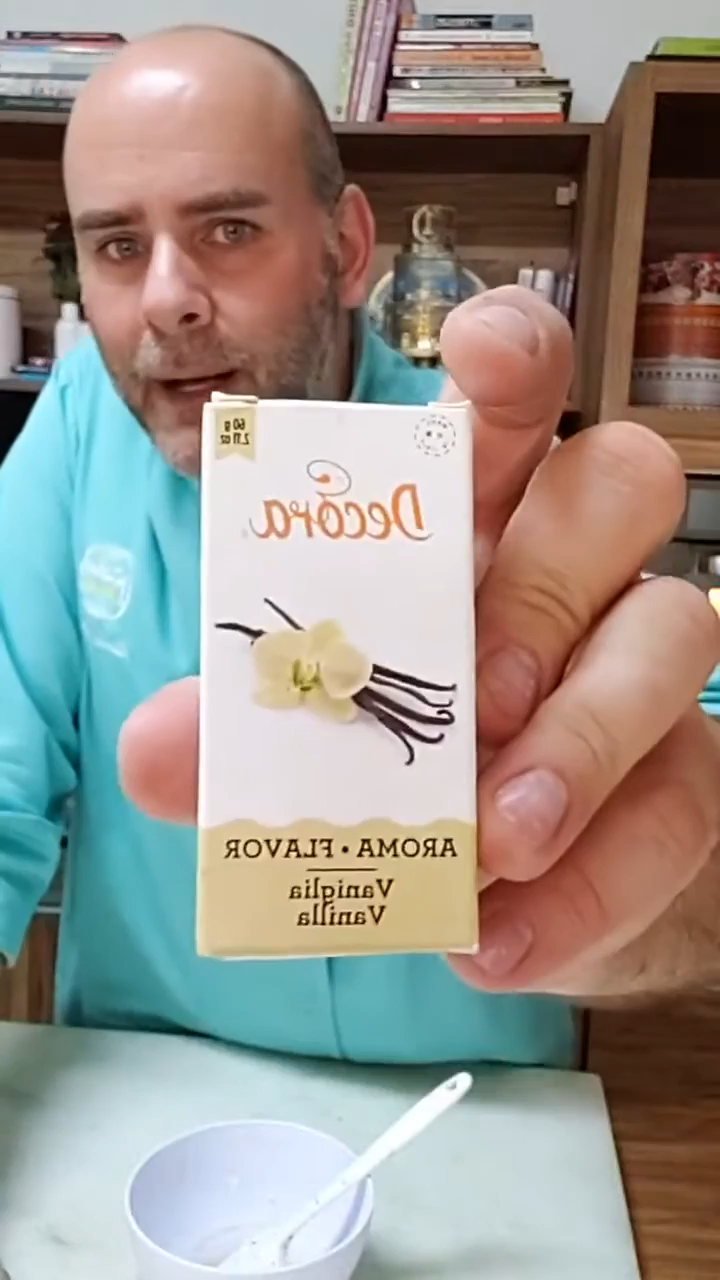 60 g
2.11 oz
Decora
AROMA • FLAVOR
Vaniglia
Vanilla